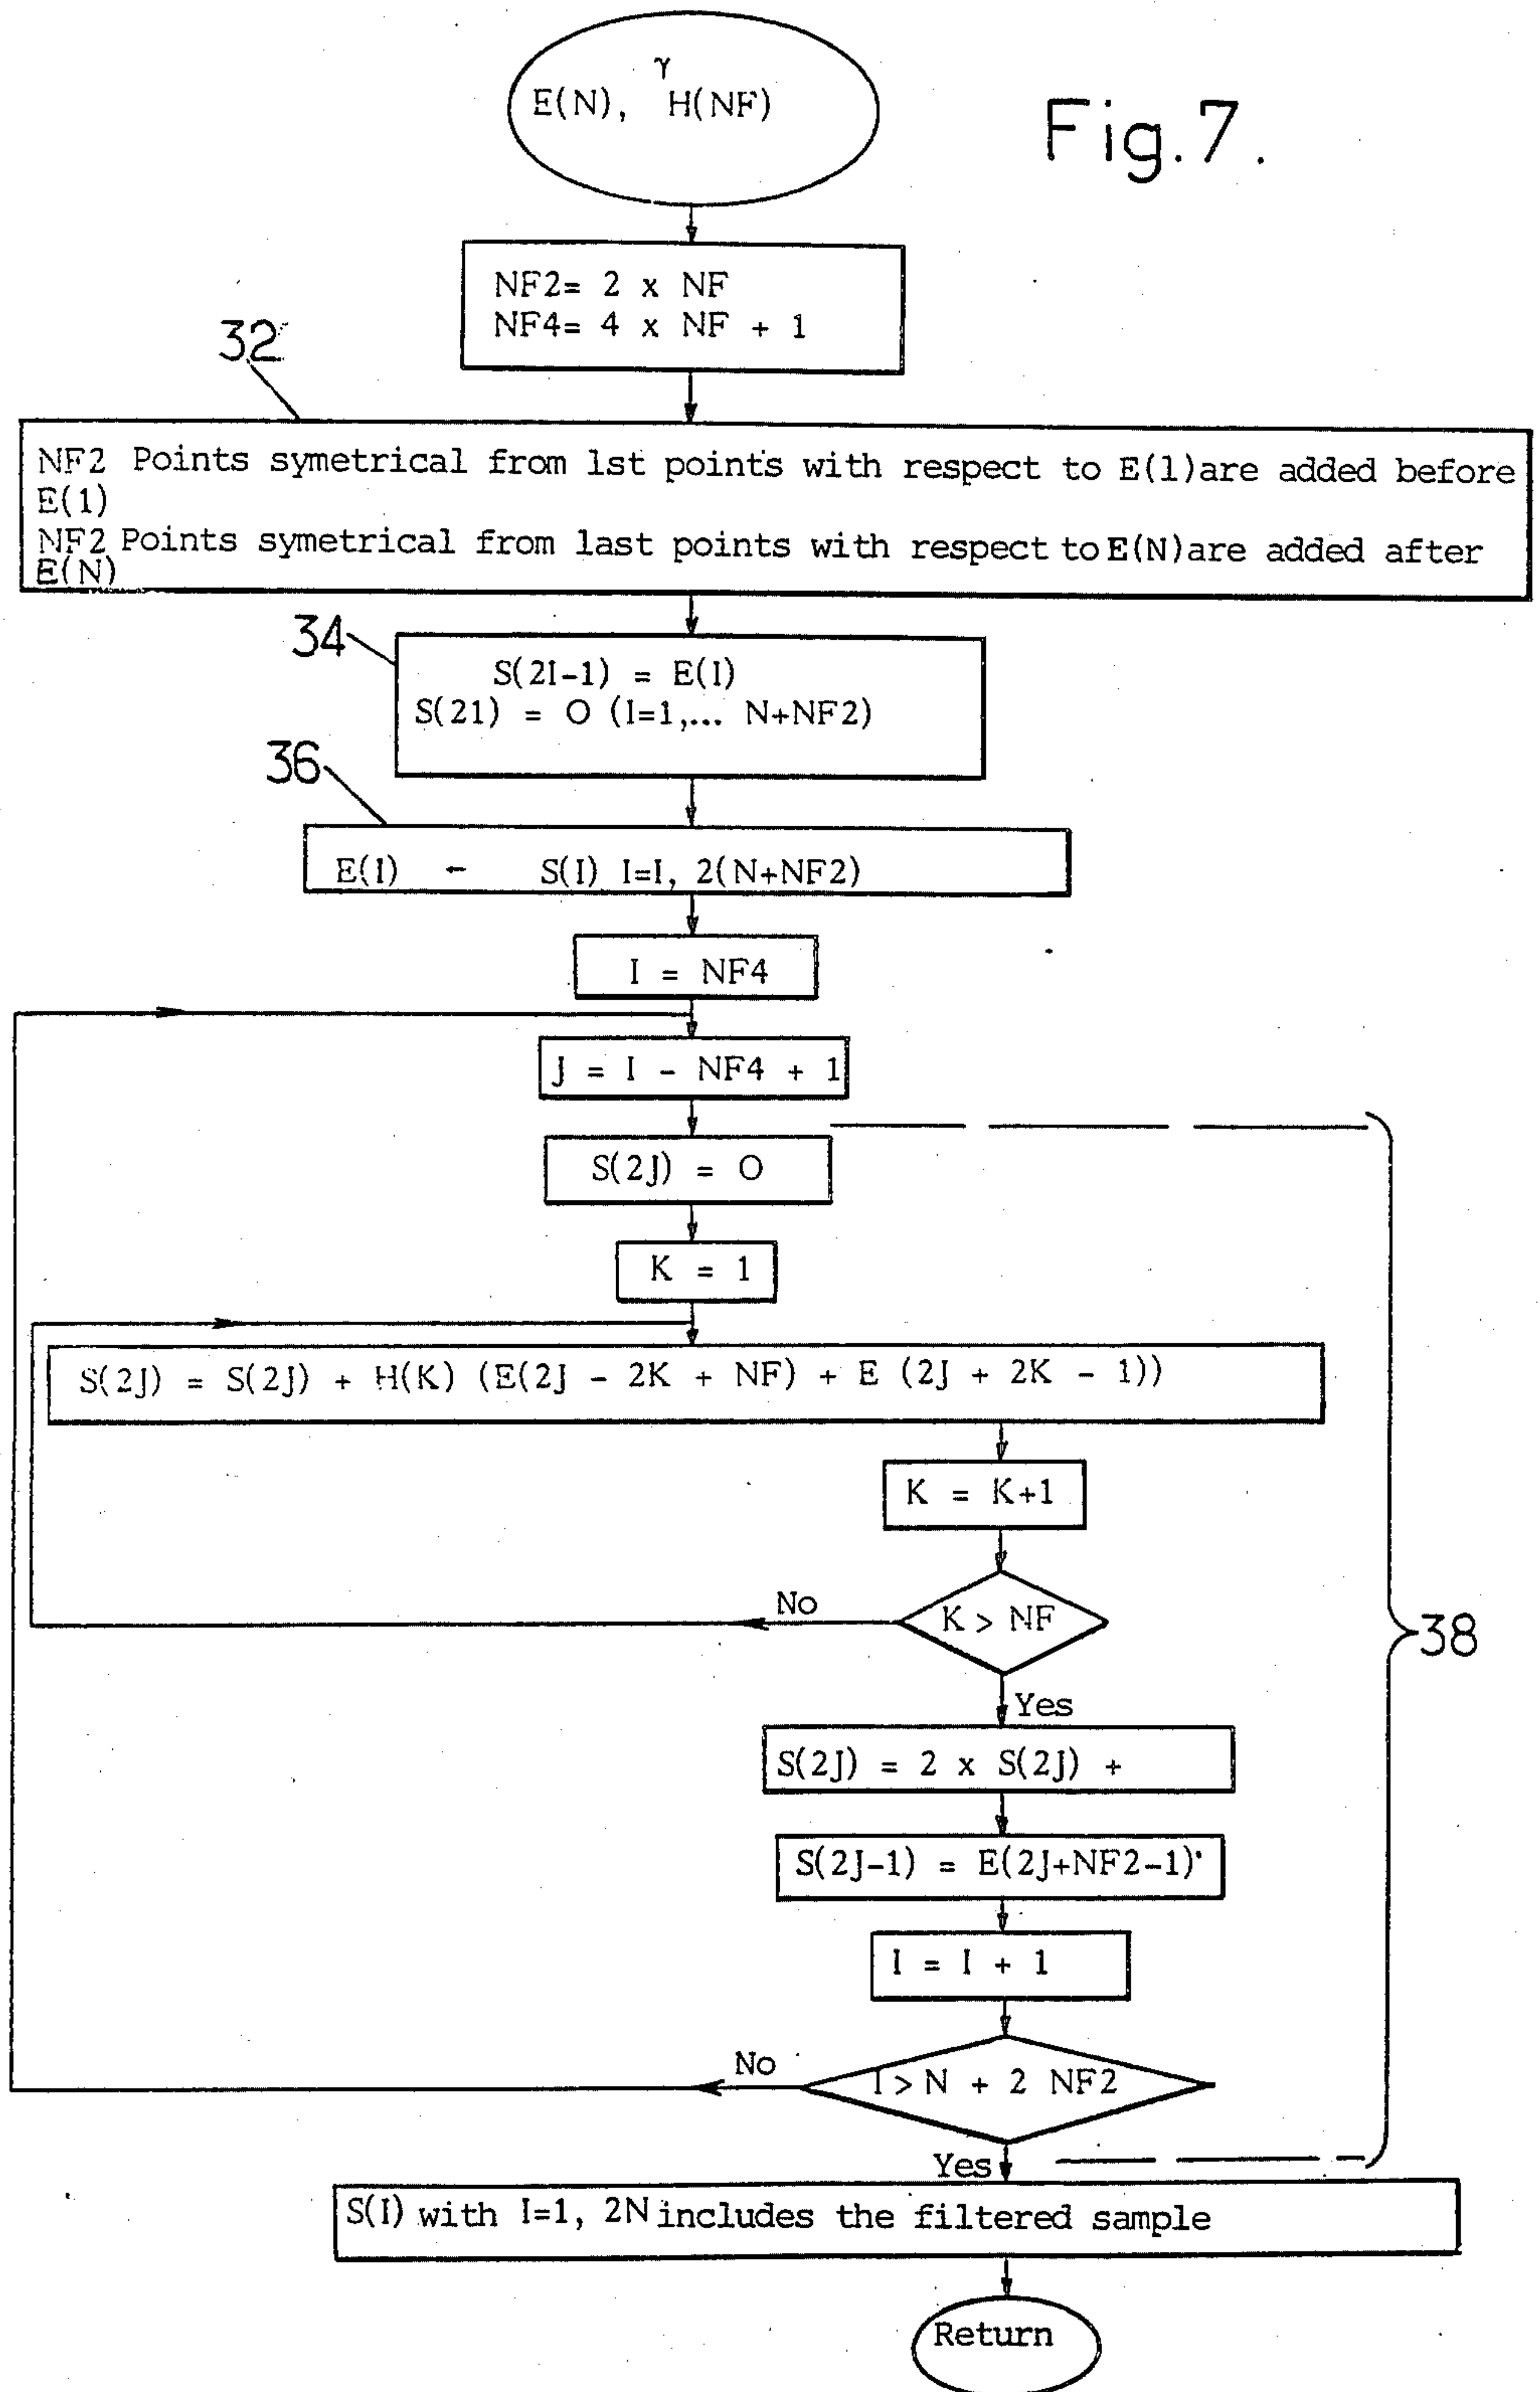 γ
E(N), H(NF)
Fig.7.
NF2= 2 x NF
NF4= 4 x NF + 1
32
NF2 Points symetrical from 1st points with respect to E(1)are added before
E(1)
NF2 Points symetrical from last points with respect to E(N)are added after
E(N)
34
S(2I-1) = E(I)
S(21) = O (I=1,... N+NF2)
36
E(I) ← S(I) I=I, 2(N+NF2)
I = NF4
J = I - NF4 + 1
S(2J) = O
K = 1
S(2J) = S(2J) + H(K) (E(2J - 2K + NF) + E (2J + 2K - 1))
K = K+1
K > NF
No
38
Yes
S(2J) = 2 x S(2J) +
S(2J-1) = E(2J+NF2-1)
I = I + 1
No
I > N + 2 NF2
Yes
S(I) with I=1, 2N includes the filtered sample
Return